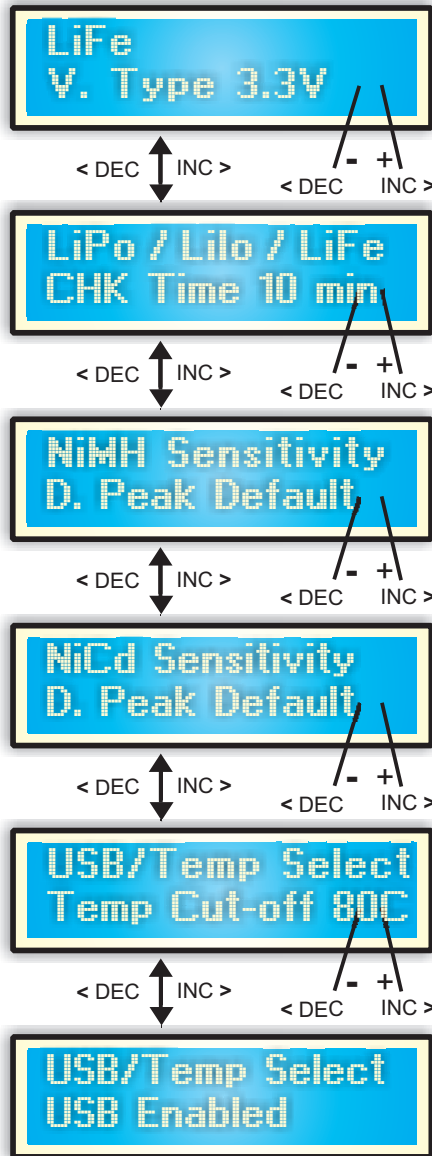 LiFe
V. Type 3.3V
- +
< DEC INC > < DEC INC >
LiPo / LiIo / LiFe
CHK Time 10 min
- +
< DEC INC > < DEC INC >
NiMH Sensitivity
D. Peak Default
- +
< DEC INC > < DEC INC >
NiCd Sensitivity
D. Peak Default
- +
< DEC INC > < DEC INC >
USB/Temp Select
Temp Cut-off 80C
- +
< DEC INC > < DEC INC >
USB/Temp Select
USB Enabled